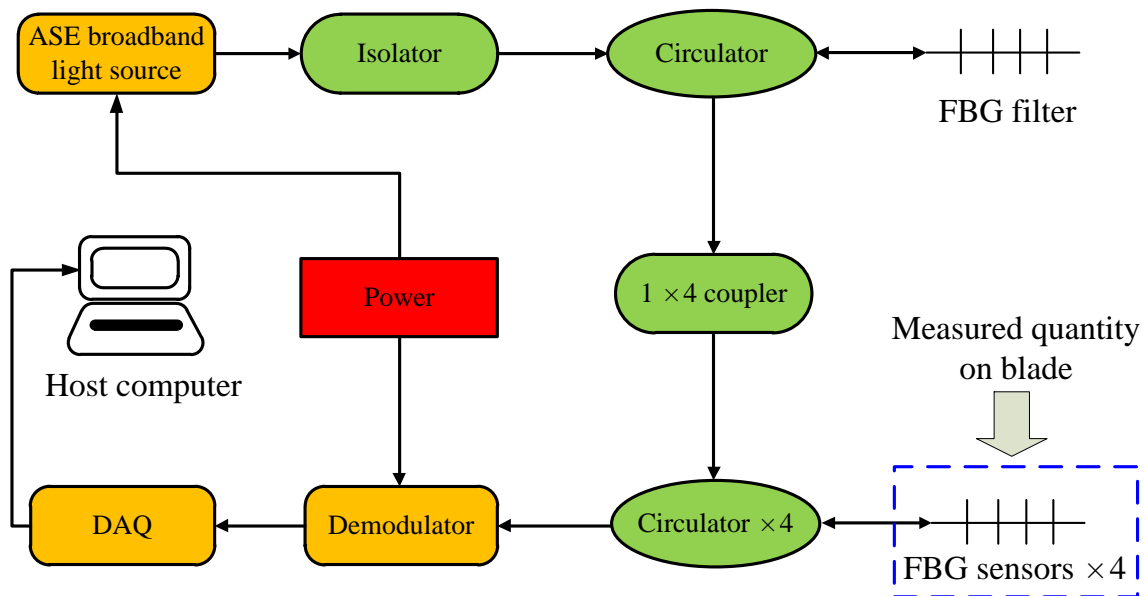 ASE broadband
light source
Isolator
Circulator
FBG filter
Power
1 ×4 coupler
Host computer
Measured quantity
on blade
DAQ
Demodulator
Circulator ×4
FBG sensors ×4